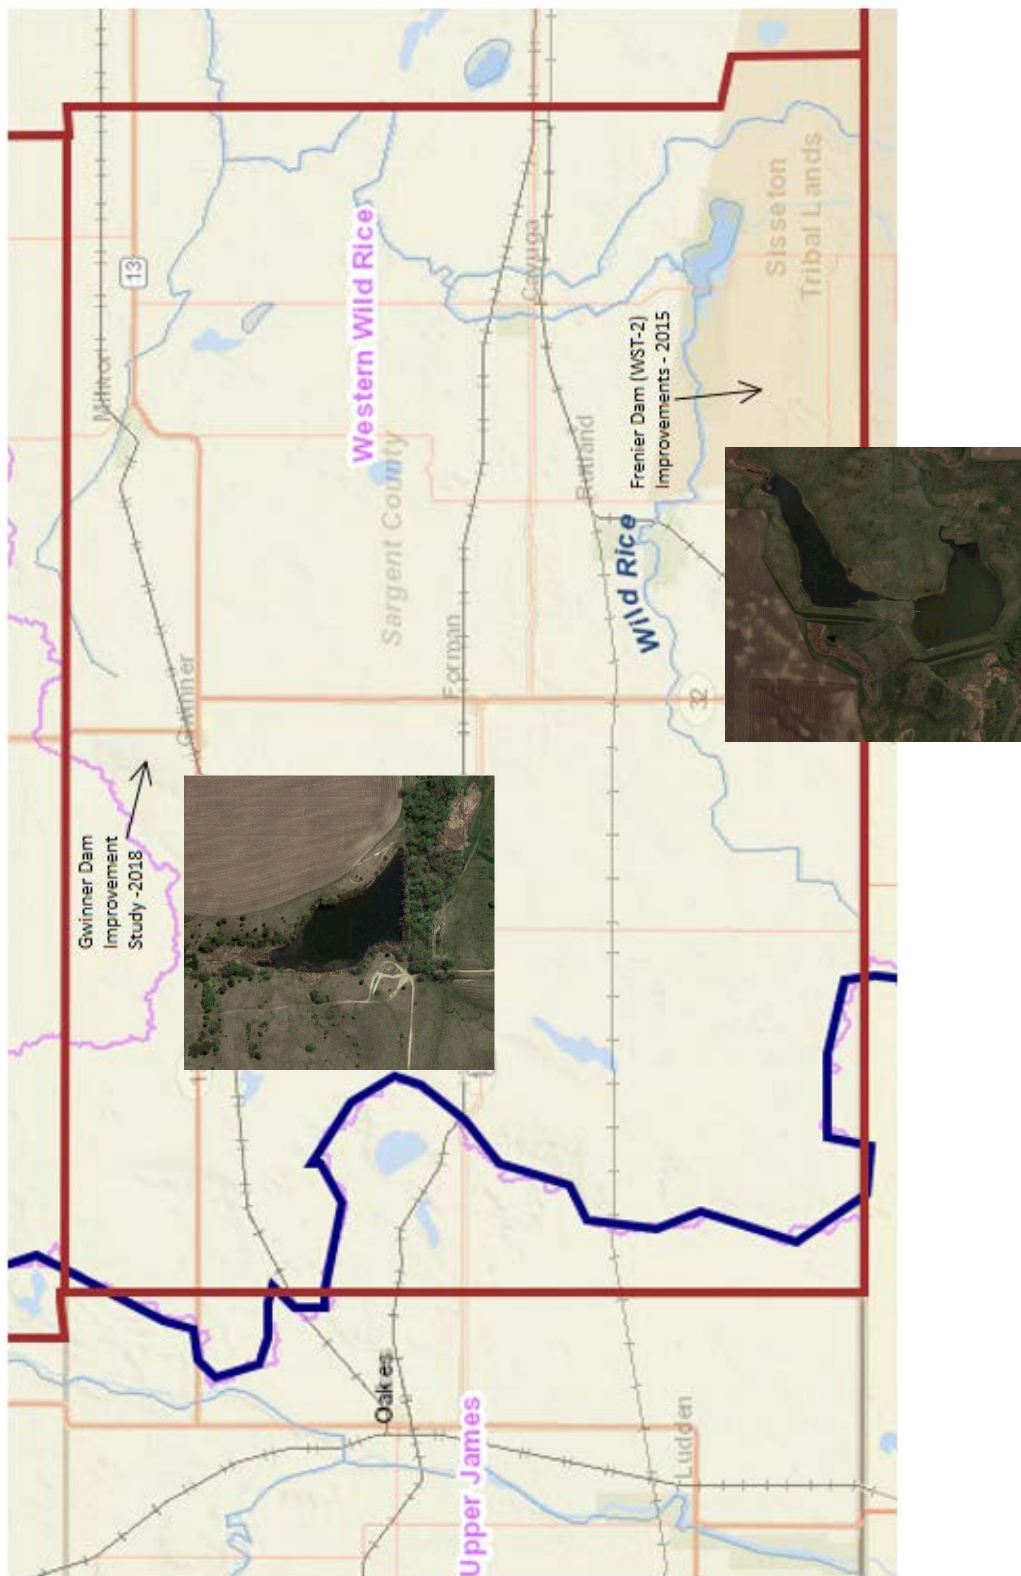 Milnor
13
Western Wild Rice
Sargent County
Cayuga
Sisseton
Tribal Lands
Frenier Dam (WST-2)
Improvements - 2015
Rutland
Wild Rice
Gwinner
Forman
32
Gwinner Dam
Improvement
Study -2018
Oakes
Ludden
Upper James